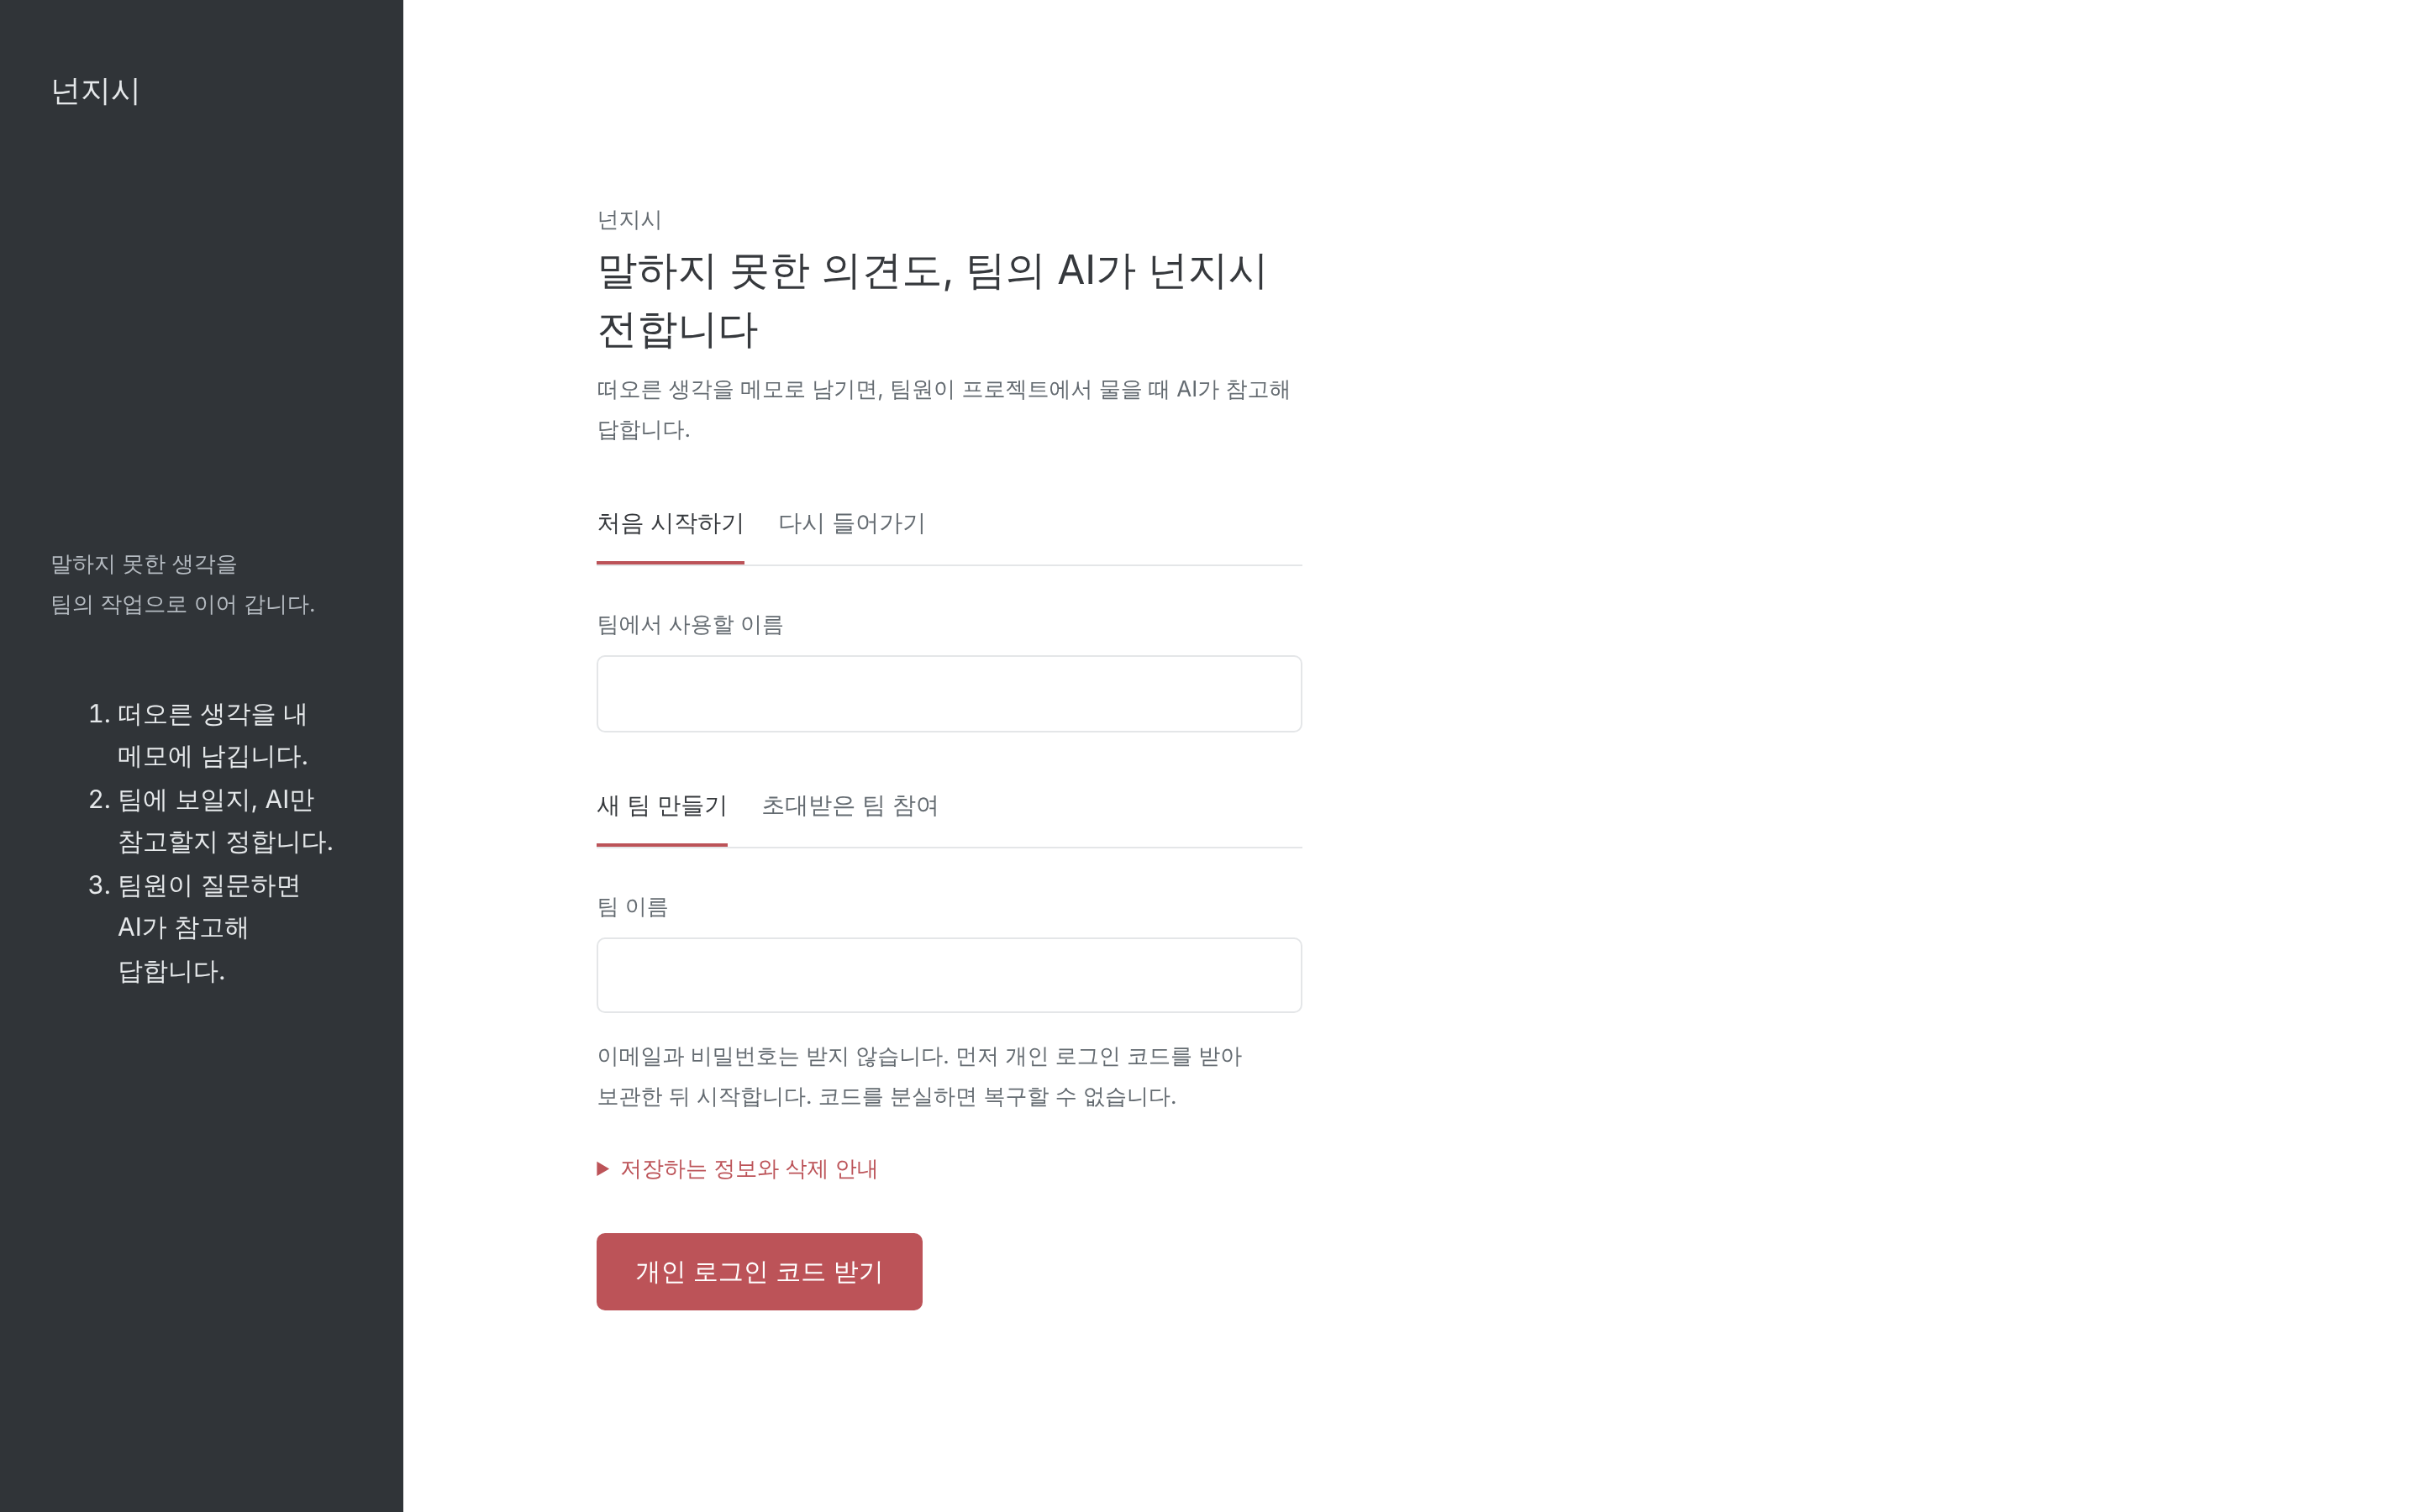 넌지시
말하지 못한 생각을
팀의 작업으로 이어 갑니다.
1. 떠오른 생각을 내
메모에 남깁니다.
2. 팀에 보일지, AI만
참고할지 정합니다.
3. 팀원이 질문하면
AI가 참고해
답합니다.
넌지시
말하지 못한 의견도, 팀의 AI가 넌지시
전합니다
떠오른 생각을 메모로 남기면, 팀원이 프로젝트에서 물을 때 AI가 참고해
답합니다.
처음 시작하기 다시 들어가기
팀에서 사용할 이름
새 팀 만들기 초대받은 팀 참여
팀 이름
이메일과 비밀번호는 받지 않습니다. 먼저 개인 로그인 코드를 받아
보관한 뒤 시작합니다. 코드를 분실하면 복구할 수 없습니다.
▶ 저장하는 정보와 삭제 안내
개인 로그인 코드 받기